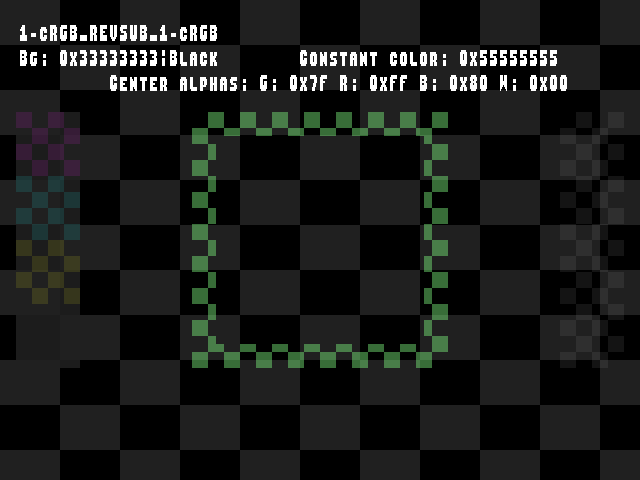 1-cRGB_REVSUB_1-cRGB
Bg: 0x33333333¦Black Constant color: 0x55555555
Center alphas: G: 0x7f R: 0xff B: 0x80 W: 0x00